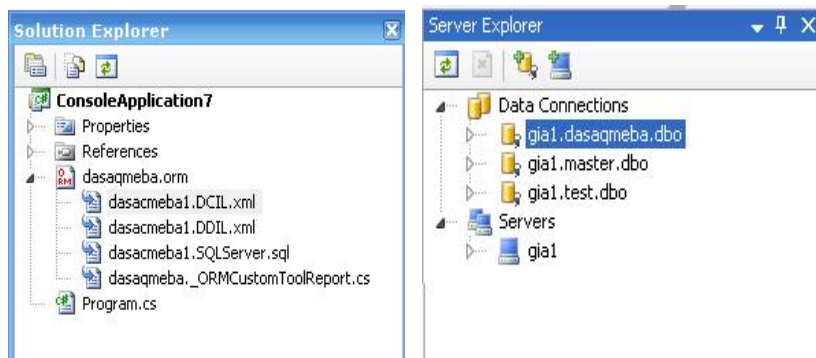 Solution Explorer
ConsoleApplication7
Properties
References
dasaqmeba.orm
dasacmeba1.DCIL.xml
dasacmeba1.DDIL.xml
dasacmeba1.SQLServer.sql
dasaqmeba._ORMCustomToolReport.cs
Program.cs
Server Explorer
Data Connections
gia1.dasaqmeba.dbo
gia1.master.dbo
gia1.test.dbo
Servers
gia1